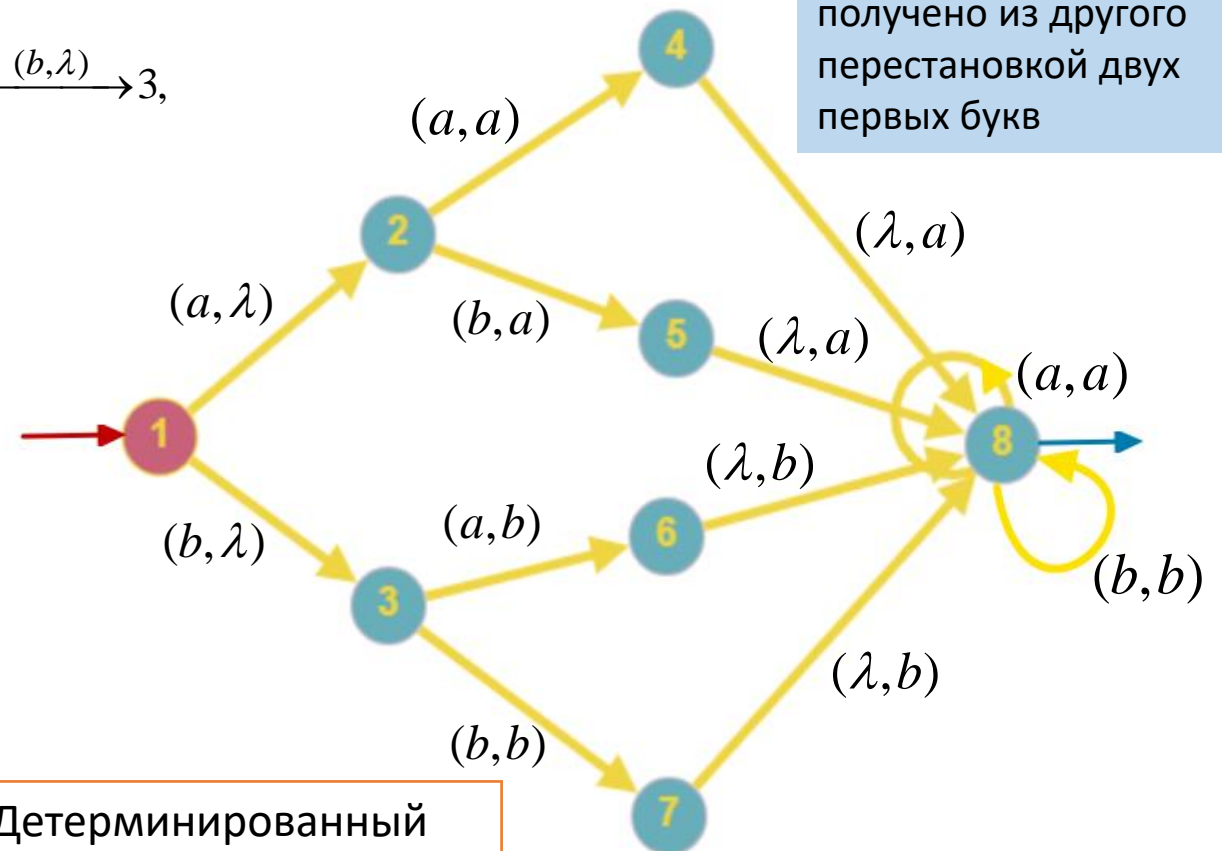 получено из другого
перестановкой двух
первых букв
(b,λ)
→3,
4
(a,a)
2
(λ,a)
(a,λ)
(b,a)
5
(λ,a)
(a,a)
1
8
(λ,b)
(b,λ)
(a,b)
6
(b,b)
3
(λ,b)
(b,b)
7
Детерминированный